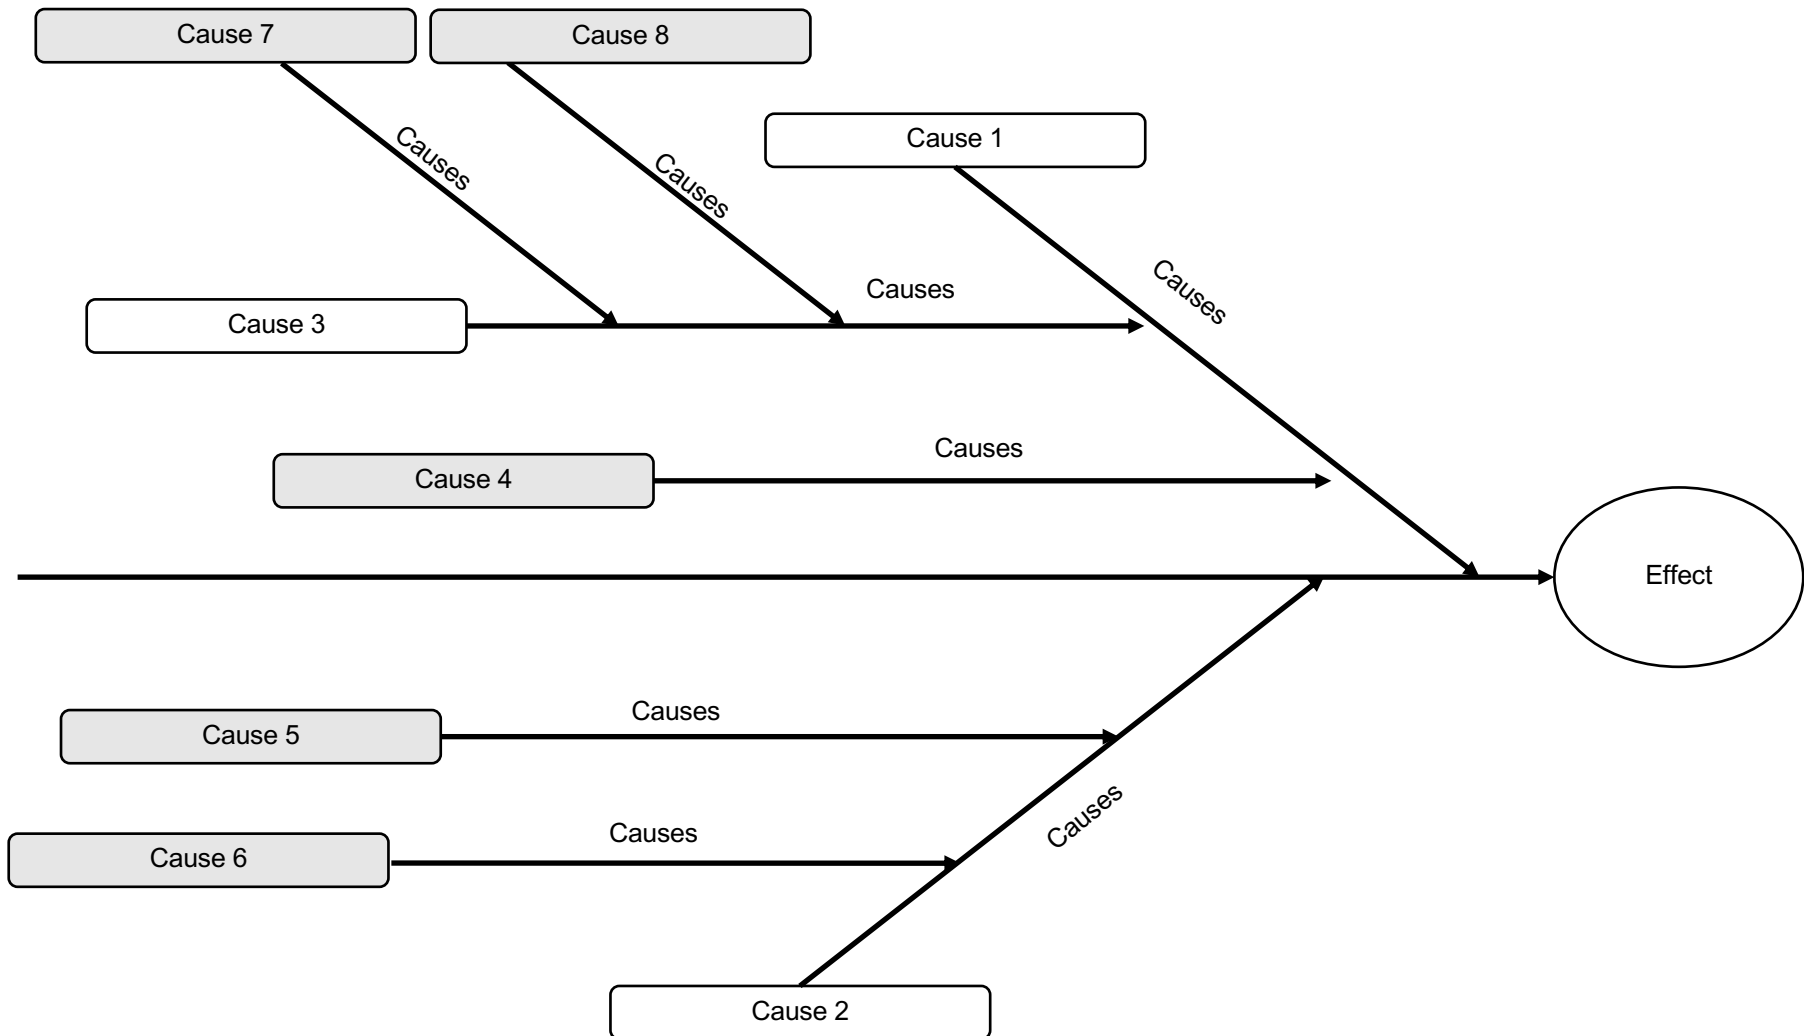 Cause 7
Cause 8
Cause 1
Causes
Causes
Causes
Causes
Cause 3
Causes
Cause 4
Effect
Causes
Cause 5
Causes
Causes
Cause 6
Cause 2